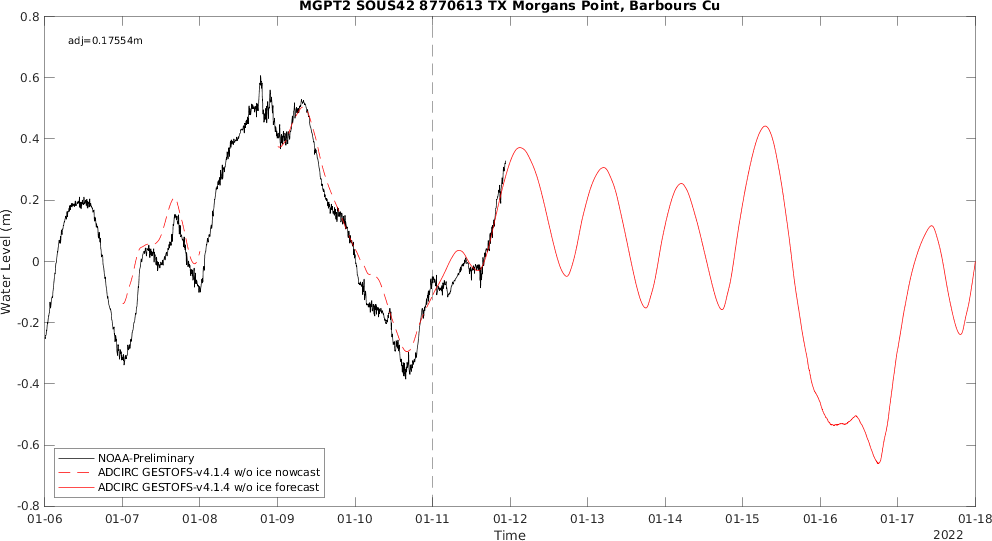 MGPT2 SOUS42 8770613 TX Morgans Point, Barbours Cu
adj=0.17554m
0.8
0.6
0.4
0.2
0
-0.2
-0.4
-0.6
-0.8
Water Level (m)
NOAA-Preliminary
ADCIRC GESTOFS-v4.1.4 w/o ice nowcast
ADCIRC GESTOFS-v4.1.4 w/o ice forecast
01-06 01-07 01-08 01-09 01-10 01-11 01-12 01-13 01-14 01-15 01-16 01-17 01-18
Time
2022